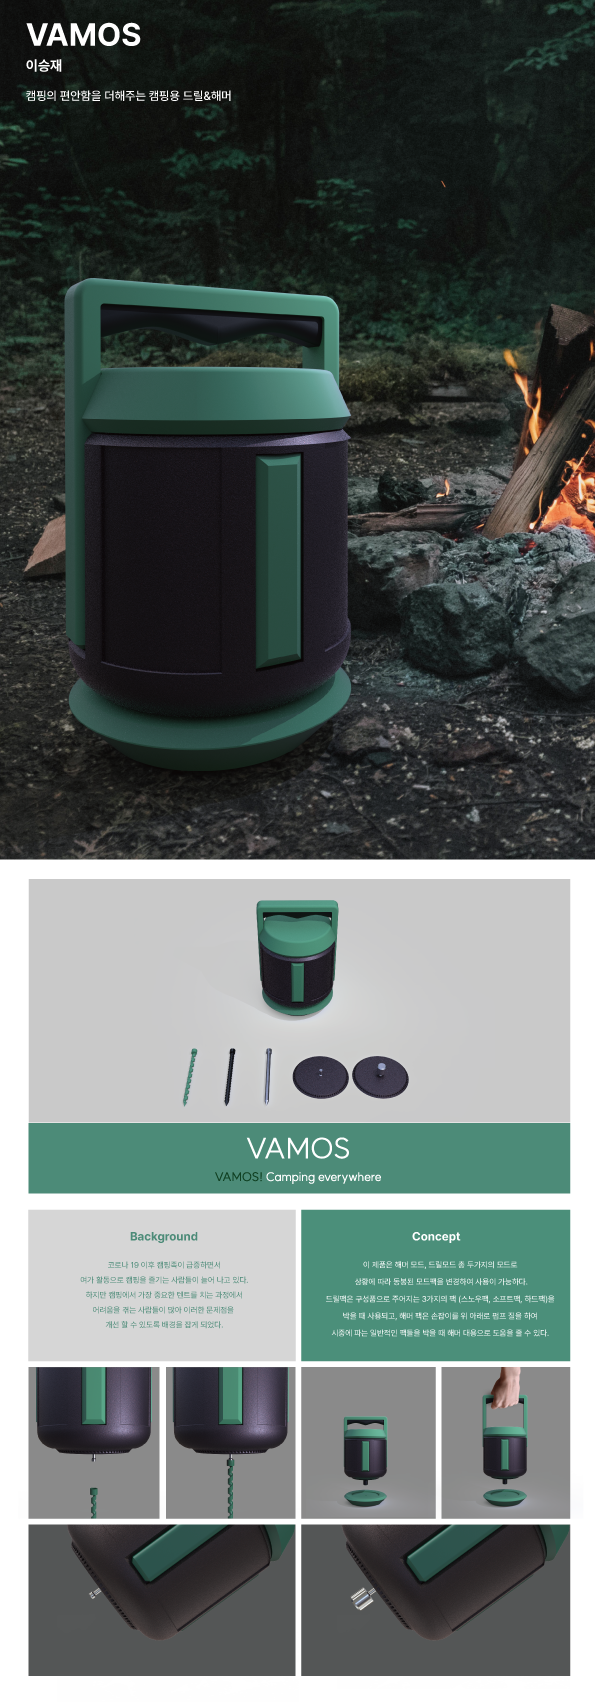 VAMOS
이승재
캠핑의 편안함을 더해주는 캠핑용 드릴&해머
VAMOS
VAMOS! Camping everywhere
Background
코로나 19 이후 캠핑족이 급증하면서
여가 활동으로 캠핑을 즐기는 사람들이 늘어 나고 있다.
하지만 캠핑에서 가장 중요한 텐트를 치는 과정에서
어려움을 겪는 사람들이 많아 이러한 문제점을
개선 할 수 있도록 배경을 잡게 되었다.
Concept
이 제품은 해머 모드, 드릴모드 총 두가지의 모드로
상황에 따라 동봉된 모드팩을 변경하여 사용이 가능하다.
드릴팩은 구성품으로 주어지는 3가지의 팩 (스노우팩, 소프트팩, 하드팩)을
박을 때 사용되고, 해머 팩은 손잡이를 위 아래로 펌프 질을 하여
시중에 파는 일반적인 팩들을 박을 때 해머 대용으로 도움을 줄 수 있다.